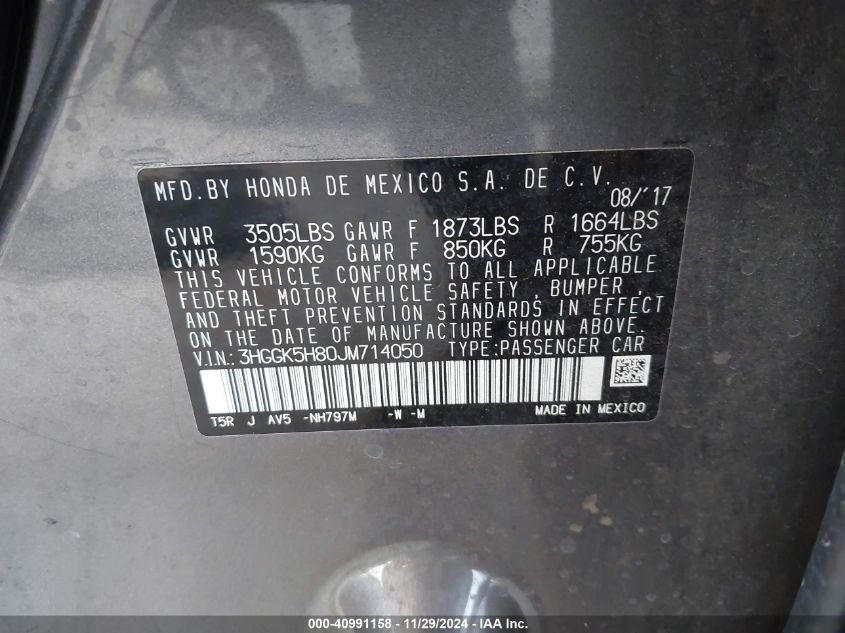 MFD.BY HONDA DE MEXICO S.A. DE C.V.
08/'17
GVWR 3505LBS GAWR F 1873LBS R 1664LBS
GVWR 1590KG GAWR F 850KG R 755KG
THIS VEHICLE CONFORMS TO ALL APPLICABLE
FEDERAL MOTOR VEHICLE SAFETY, BUMPER,
AND THEFT PREVENTION STANDARDS IN EFFECT
ON THE DATE OF MANUFACTURE SHOWN ABOVE.
V.I.N.: 3HGGK5H80JM714050 TYPE:PASSENGER CAR
T5R J AV5 -NH797M -W -M MADE IN MEXICO
000-40991158 - 11/29/2024 - IAA Inc.